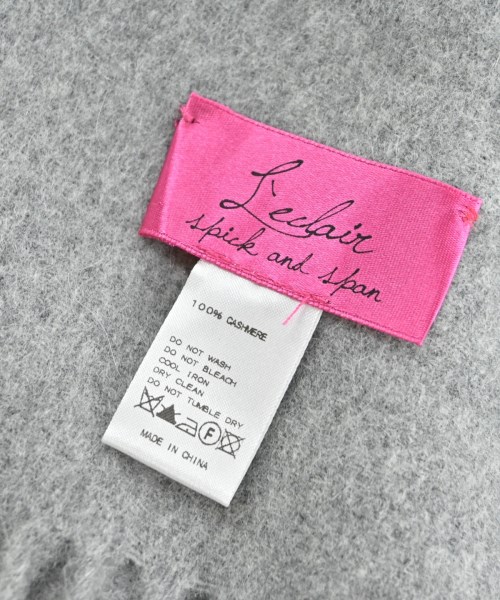 L'eclair
spick and span
100% CASHMERE
DO NOT WASH
DO NOT BLEACH
COOL IRON
DRY CLEAN
DO NOT TUMBLE DRY
F
MADE IN CHINA